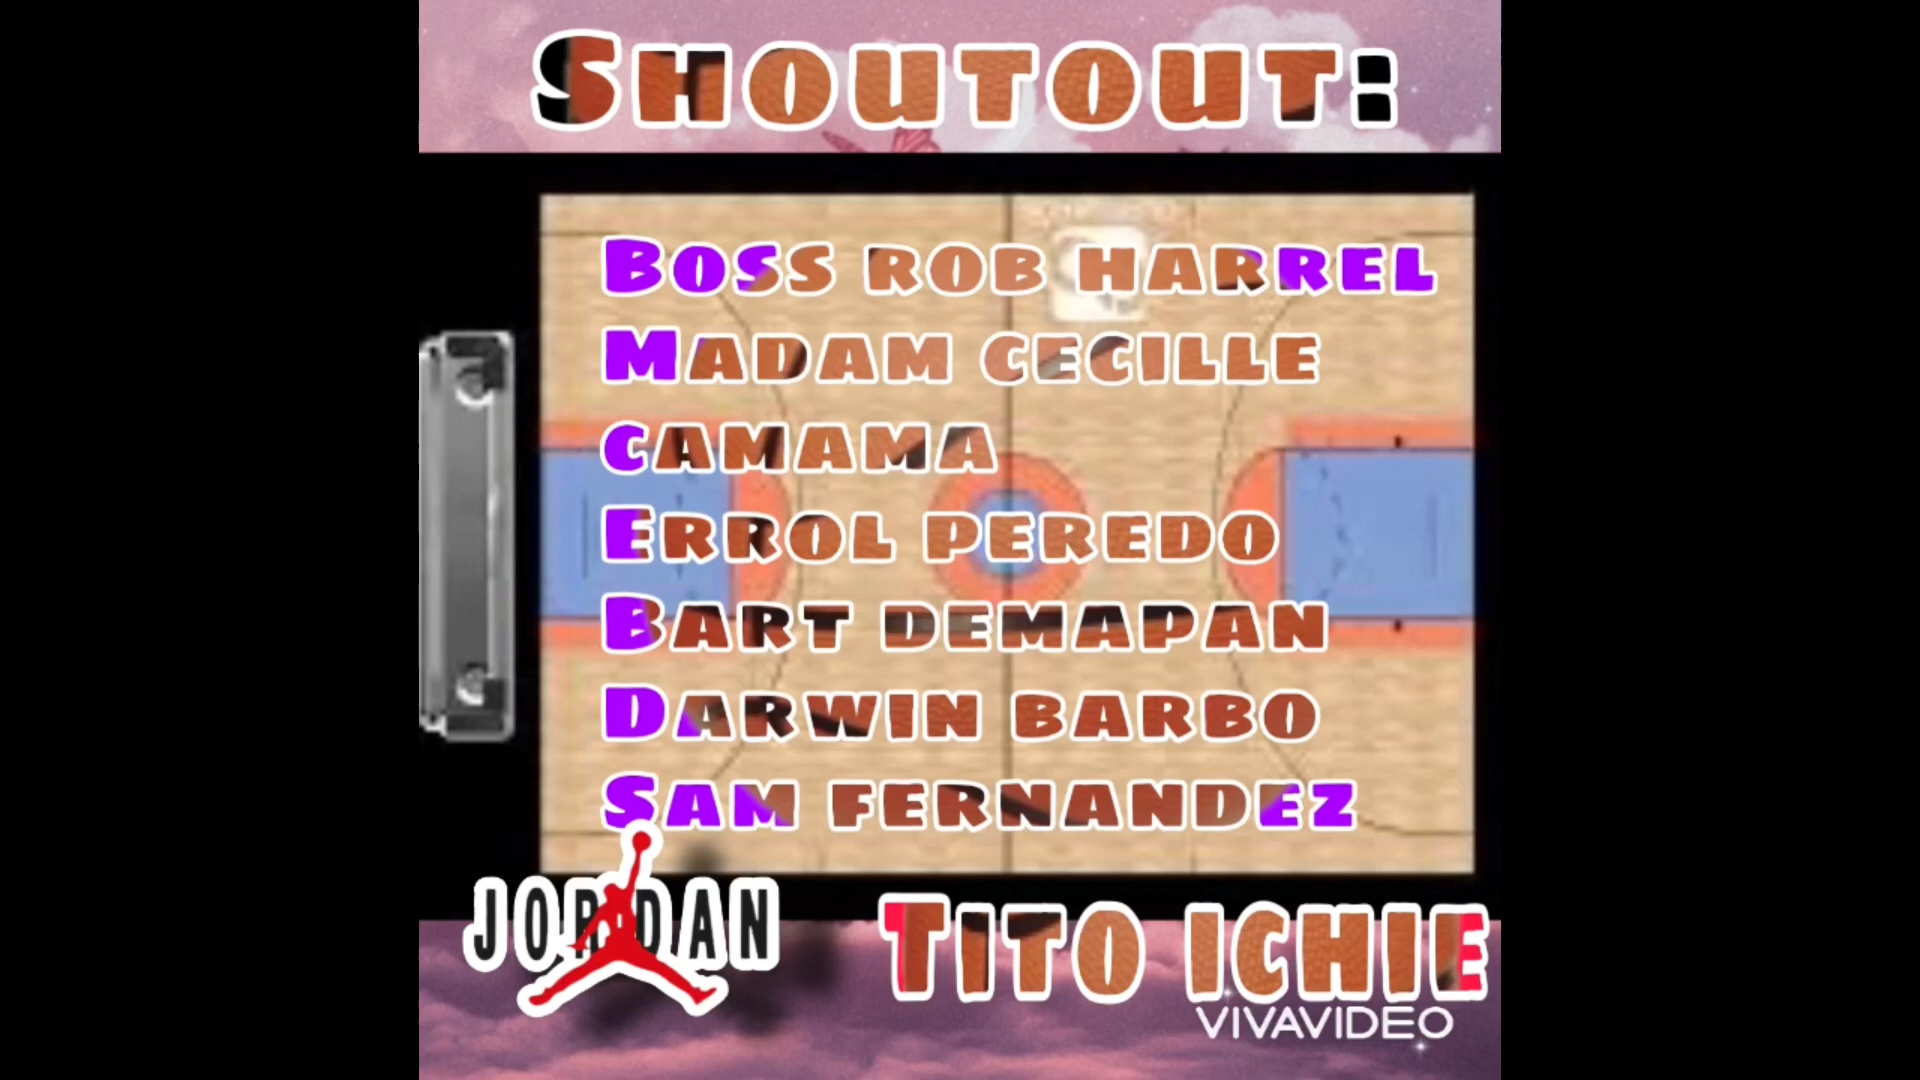 SHOUTOUT:
BOSS ROB HARREL
MADAM CECILLE
CAMAMA
ERROL PEREDO
BART DEMAPAN
DARWIN BARBO
SAM FERNANDEZ
JORDAN
TITO ICHIE
VIVAVIDEO